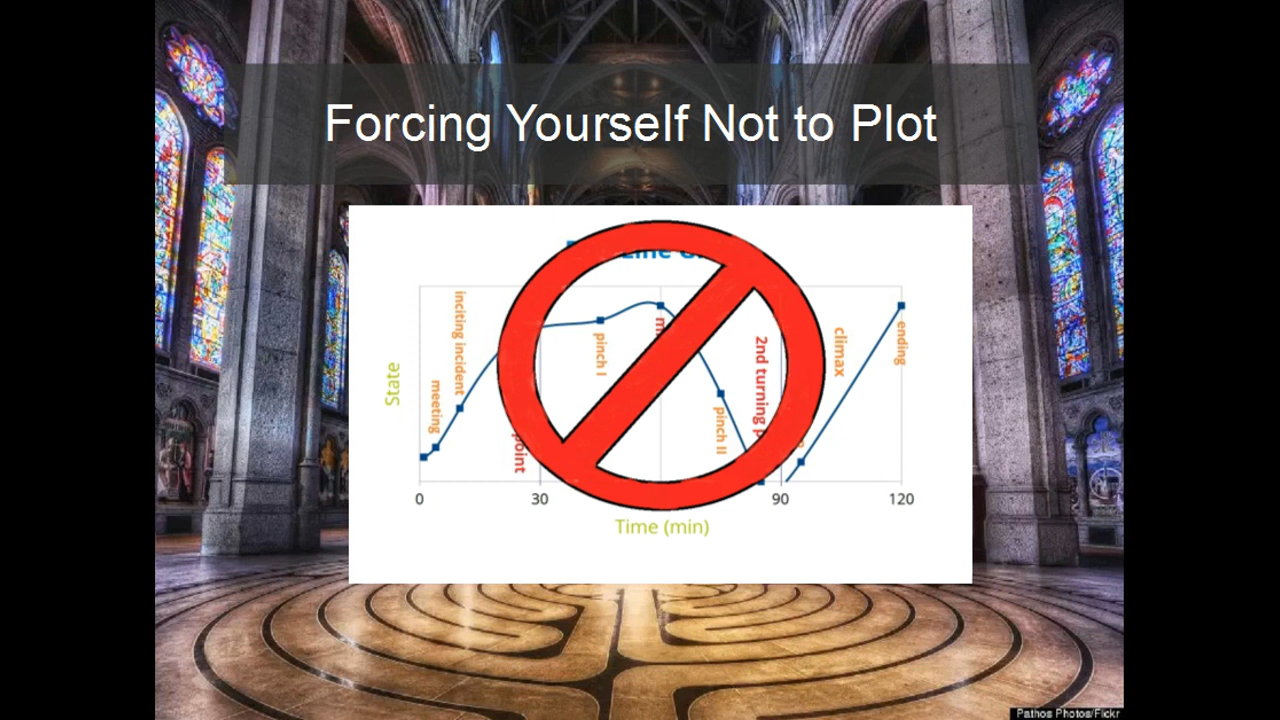 Forcing Yourself Not to Plot
State
meeting
inciting incident
point
pinch I
pinch II
2nd turning
climax
ending
0 30 90 120
Time (min)
Pathos Photos/Flickr